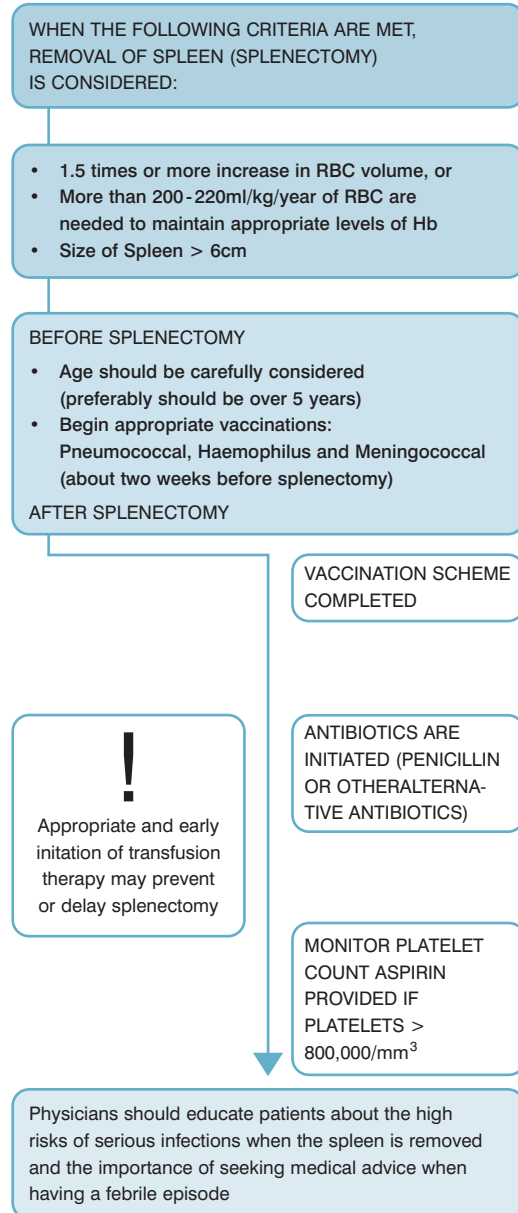 WHEN THE FOLLOWING CRITERIA ARE MET,
REMOVAL OF SPLEEN (SPLENECTOMY)
IS CONSIDERED:
• 1.5 times or more increase in RBC volume, or
• More than 200-220ml/kg/year of RBC are
needed to maintain appropriate levels of Hb
• Size of Spleen > 6cm
BEFORE SPLENECTOMY
• Age should be carefully considered
(preferably should be over 5 years)
• Begin appropriate vaccinations:
Pneumococcal, Haemophilus and Meningococcal
(about two weeks before splenectomy)
AFTER SPLENECTOMY
VACCINATION SCHEME
COMPLETED
!
Appropriate and early
initation of transfusion
therapy may prevent
or delay splenectomy
ANTIBIOTICS ARE
INITIATED (PENICILLIN
OR OTHERALTERNA-
TIVE ANTIBIOTICS)
MONITOR PLATELET
COUNT ASPIRIN
PROVIDED IF
PLATELETS >
800,000/mm³
Physicians should educate patients about the high
risks of serious infections when the spleen is removed
and the importance of seeking medical advice when
having a febrile episode